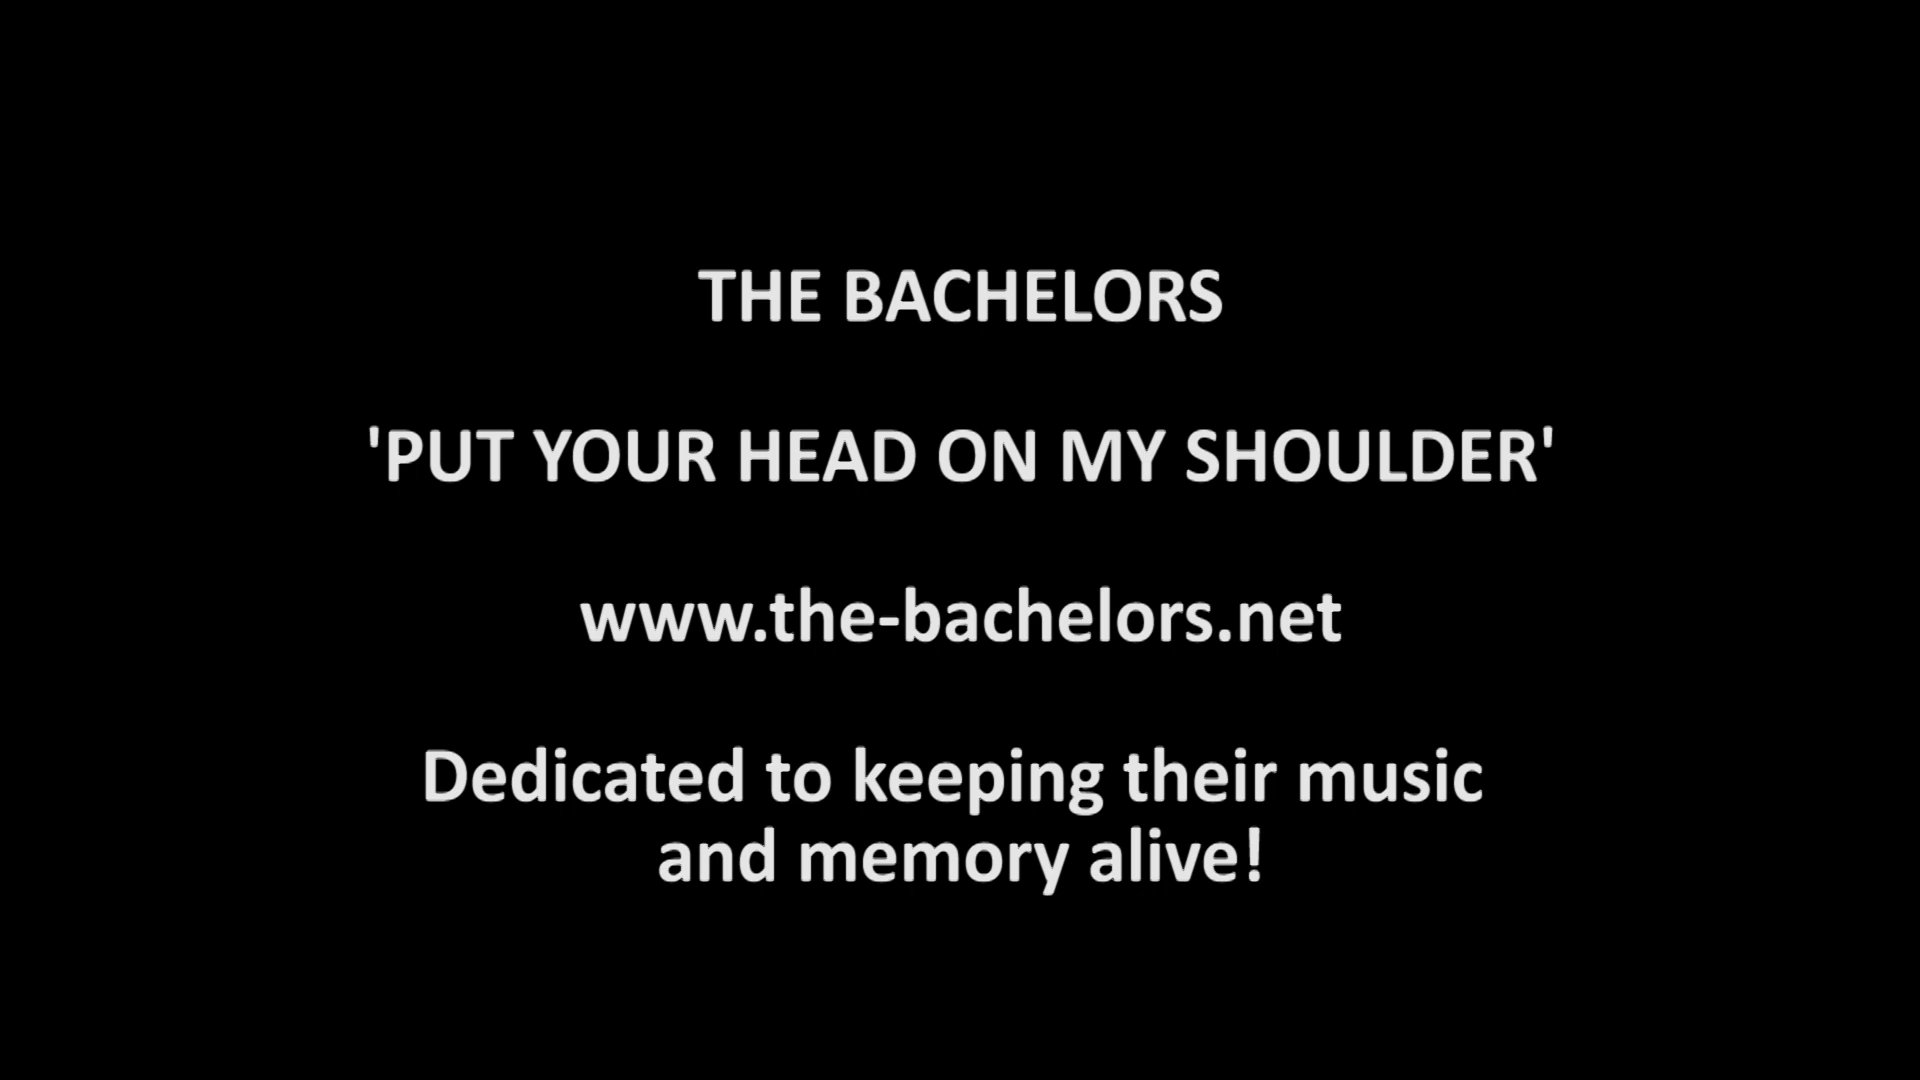 THE BACHELORS
'PUT YOUR HEAD ON MY SHOULDER'
www.the-bachelors.net
Dedicated to keeping their music
and memory alive!